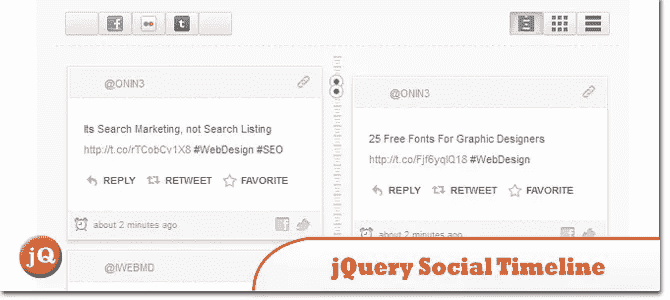 @ONIN3
Its Search Marketing, not Search Listing
http://t.co/rTCobCv1X8 #WebDesign #SEO
REPLY RETWEET FAVORITE
about 2 minutes ago
@IWEBMD
@ONIN3
25 Free Fonts For Graphic Designers
http://t.co/Fjf6yqlQ18 #WebDesign
REPLY RETWEET FAVORITE
about 2 minutes ago
jQ
jQuery Social Timeline